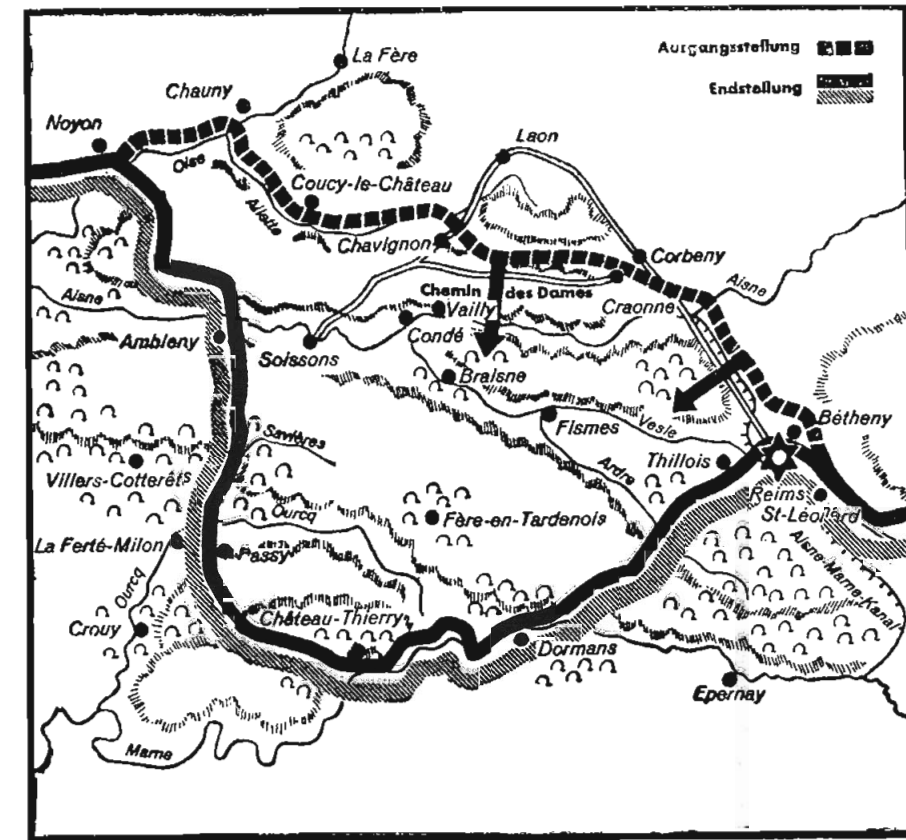 Ausgangsstellung
Endstellung
La Fère
Chauny
Noyon
Laon
Oise
Coucy-le-Château
Ailette
Chavignon
Corbeny
Aisne
Chemin des Dames
Aisne
Vailly
Craonne
Ambleny
Soissons
Condé
Braisne
Bétheny
Fismes
Vesle
Savières
Thillois
Villers-Cotterêts
Ardre
Reims
Ourcq
Fère-en-Tardenois
St-Léonard
La Ferté-Milon
Passy
Aisne-Marne-Kanal
Ourcq
Château-Thierry
Crouy
Dormans
Epernay
Marne